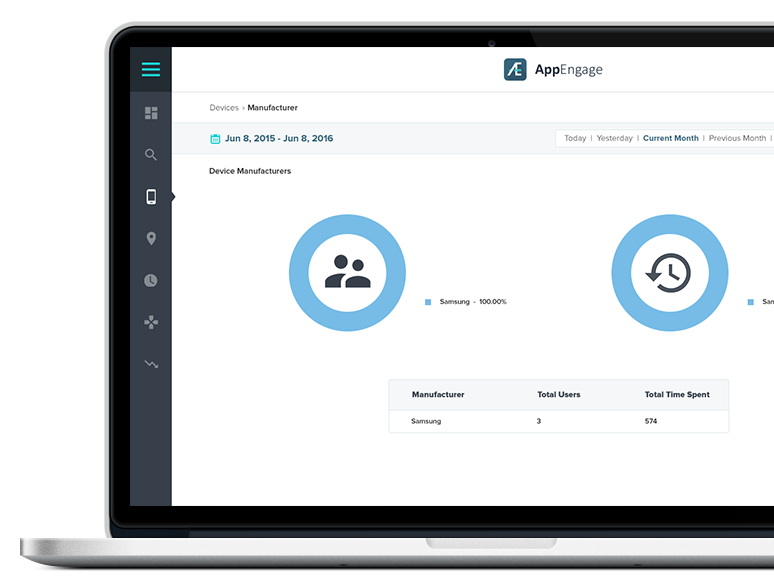 AppEngage
Devices › Manufacturer
Jun 8, 2015 - Jun 8, 2016
Today | Yesterday | Current Month | Previous Month |
Device Manufacturers
Samsung - 100.00%
Manufacturer Total Users Total Time Spent
Samsung 3 574